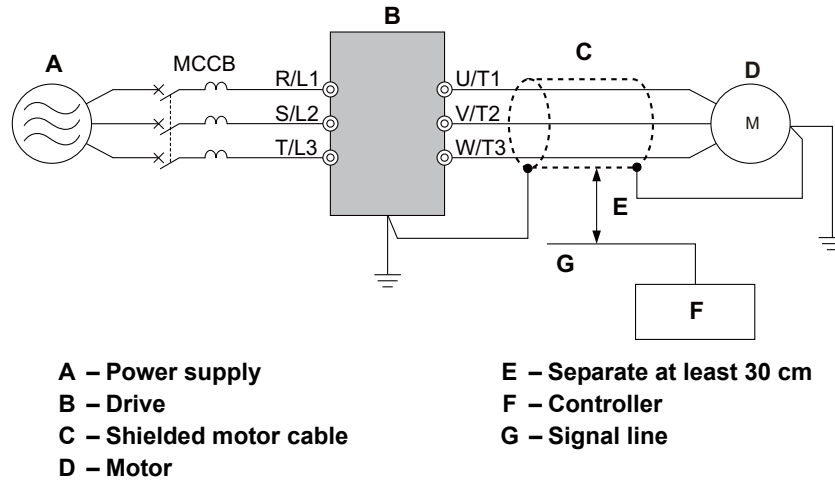 B
A
MCCB
C
D
R/L1
U/T1
S/L2
V/T2
M
T/L3
W/T3
E
G
F
A – Power supply
B – Drive
C – Shielded motor cable
D – Motor
E – Separate at least 30 cm
F – Controller
G – Signal line